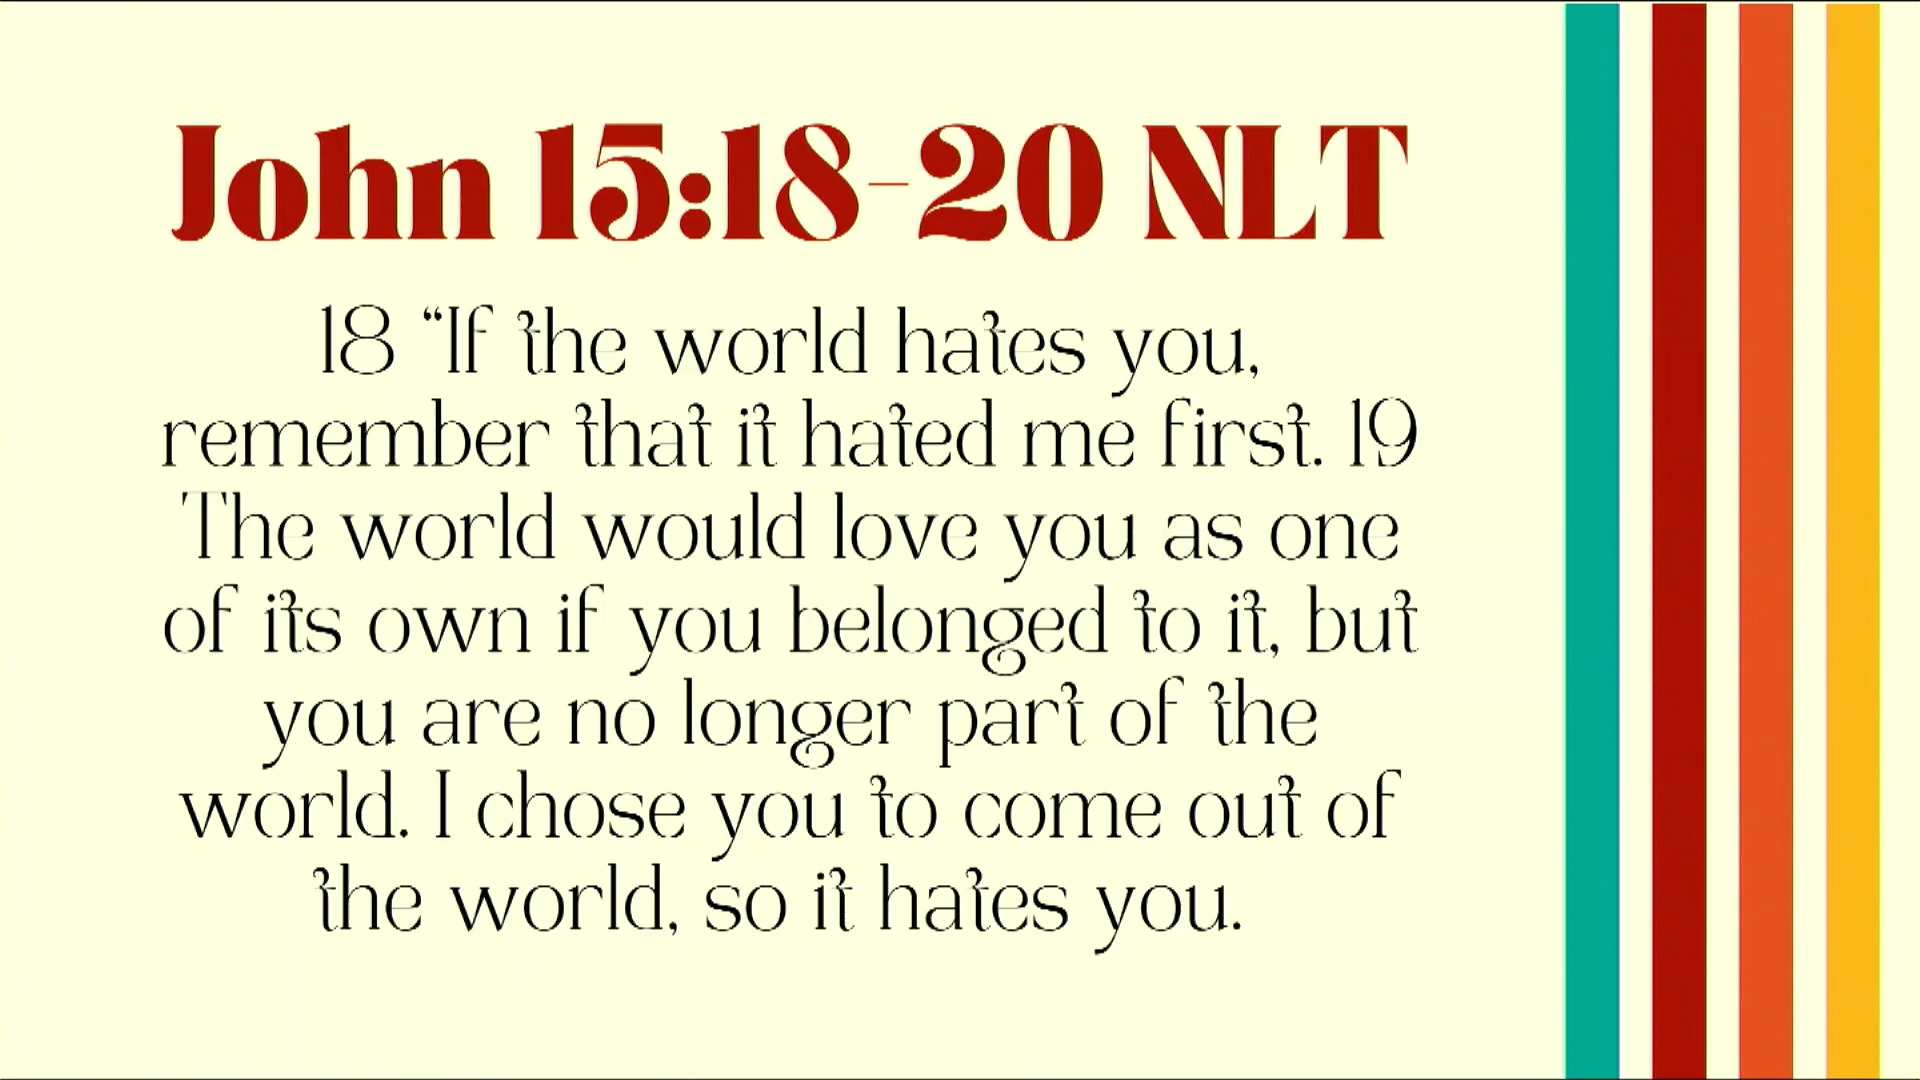 John 15:18-20 NLT
18 “If the world hates you,
remember that it hated me first. 19
The world would love you as one
of its own if you belonged to it, but
you are no longer part of the
world. I chose you to come out of
the world, so it hates you.